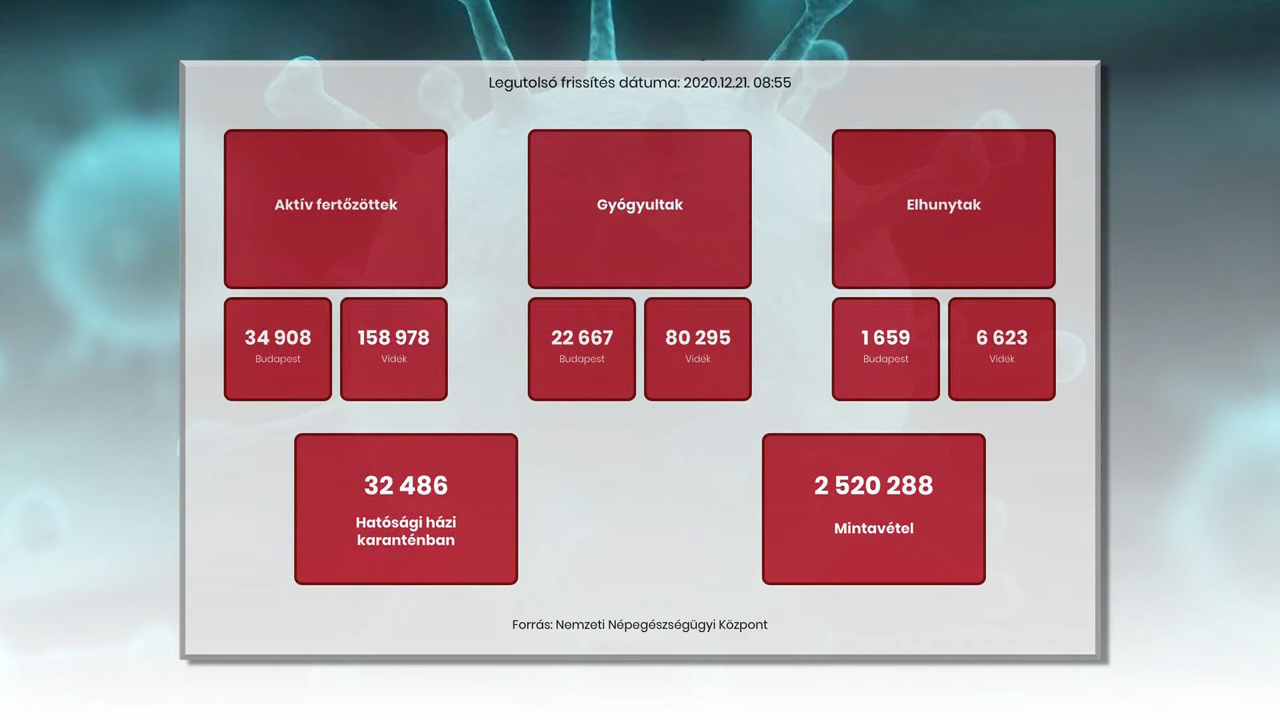 Legutolsó frissítés dátuma: 2020.12.21. 08:55
Aktív fertőzöttek
Gyógyultak
Elhunytak
34 908
Budapest
158 978
Vidék
22 667
Budapest
80 295
Vidék
1 659
Budapest
6 623
Vidék
32 486
Hatósági házi
karanténban
2 520 288
Mintavétel
Forrás: Nemzeti Népegészségügyi Központ